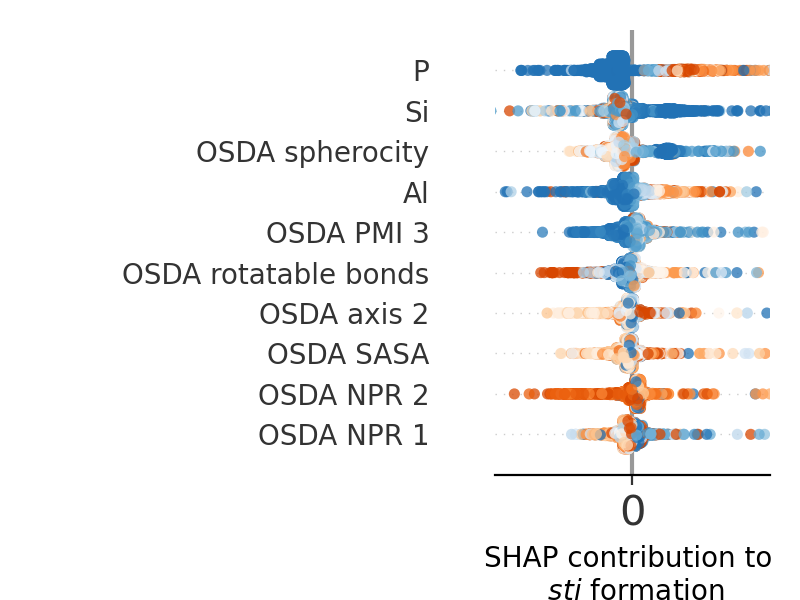 P
Si
OSDA spherocity
Al
OSDA PMI 3
OSDA rotatable bonds
OSDA axis 2
OSDA SASA
OSDA NPR 2
OSDA NPR 1
0
SHAP contribution to
sti formation